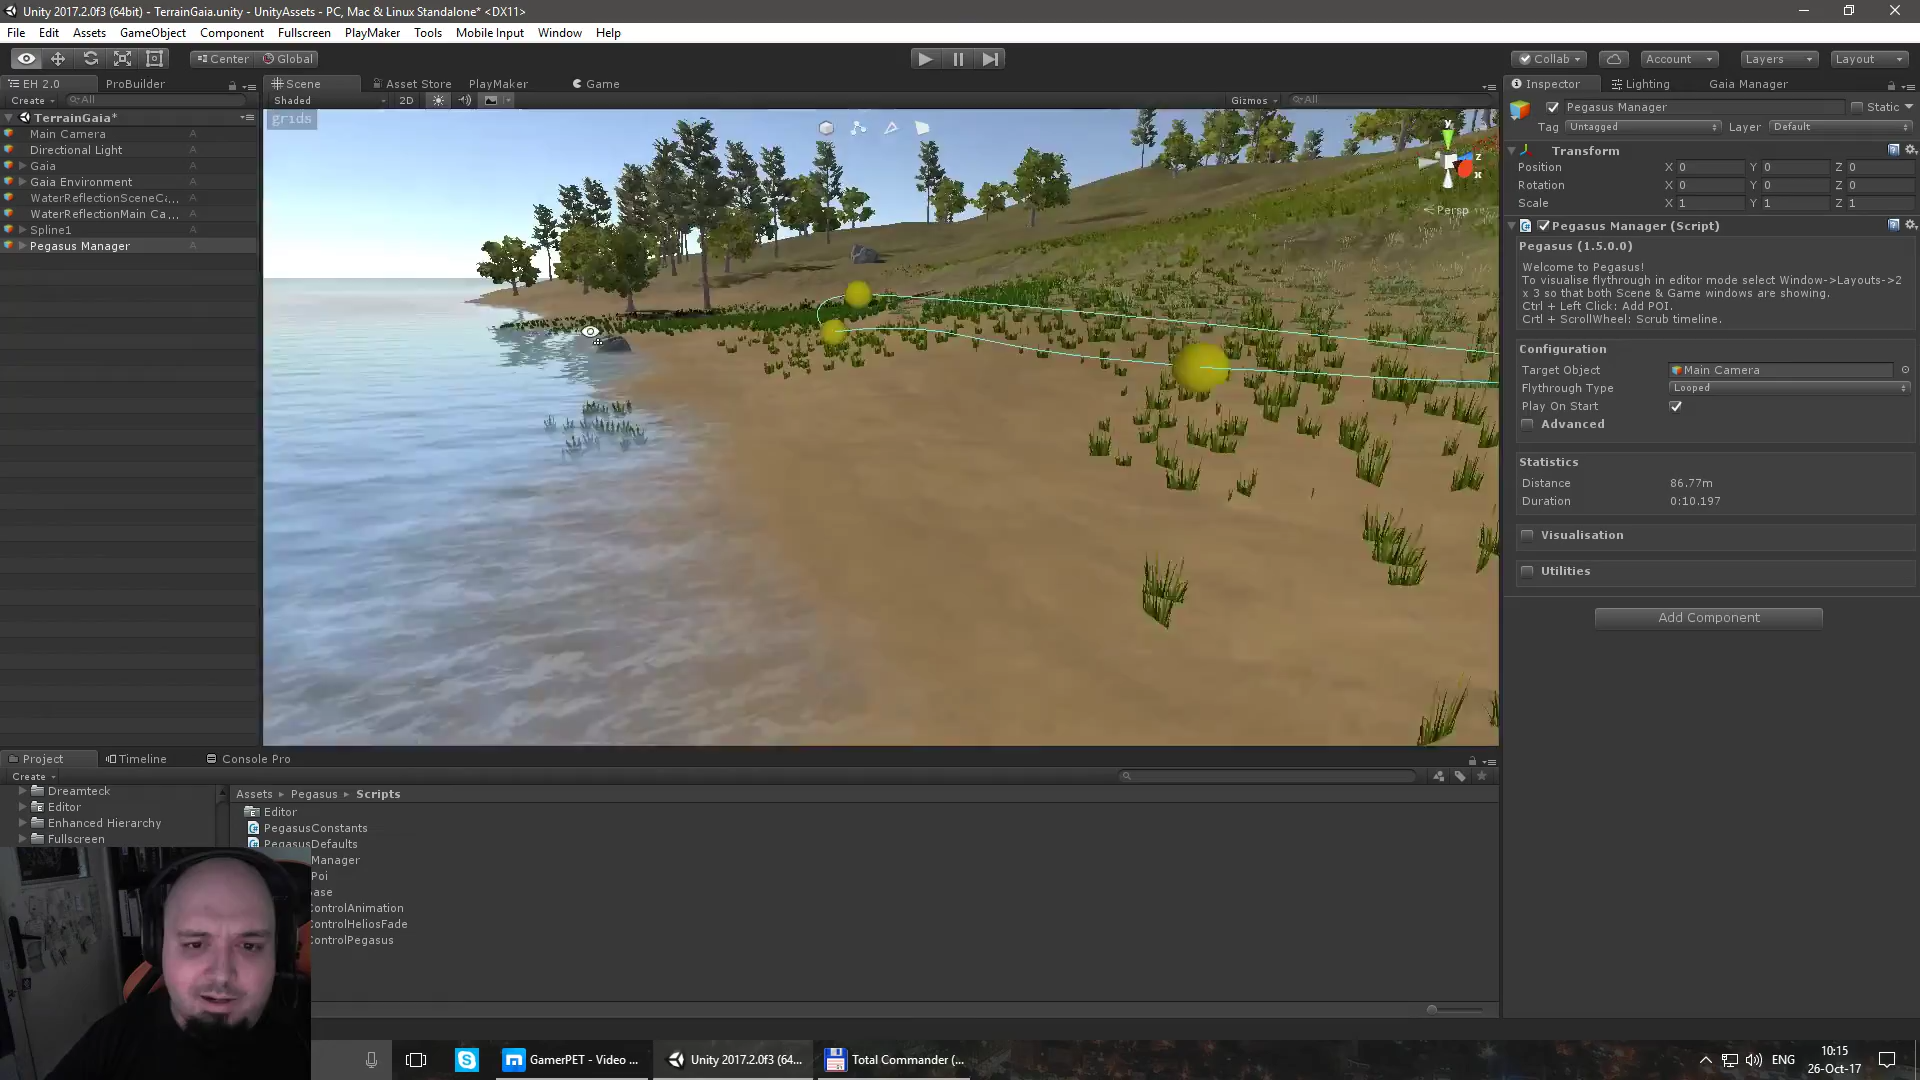 Unity 2017.2.0f3 (64bit) - TerrainGaia.unity - UnityAssets - PC, Mac & Linux Standalone* <DX11>
File Edit Assets GameObject Component Fullscreen PlayMaker Tools Mobile Input Window Help
Center Global Collab Account Layers Layout
EH 2.0 ProBuilder Scene Asset Store PlayMaker Game Inspector Lighting Gaia Manager
Create All Shaded 2D Gizmos All
TerrainGaia*
Main Camera A
Directional Light A
Gaia A
Gaia Environment A
WaterReflectionSceneCa... A
WaterReflectionMain Ca... A
Spline1 A
Pegasus Manager A
grids
y
z
x
Persp
Pegasus Manager Static
Tag Untagged Layer Default
Transform
Position X 0 Y 0 Z 0
Rotation X 0 Y 0 Z 0
Scale X 1 Y 1 Z 1
Pegasus Manager (Script)
Pegasus (1.5.0.0)
Welcome to Pegasus!
To visualise flythrough in editor mode select Window->Layouts->2
x 3 so that both Scene & Game windows are showing.
Ctrl + Left Click: Add POI.
Crtl + ScrollWheel: Scrub timeline.
Configuration
Target Object Main Camera
Flythrough Type Looped
Play On Start
Advanced
Statistics
Distance 86.77m
Duration 0:10.197
Visualisation
Utilities
Add Component
Project Timeline Console Pro
Create
Dreamteck
Editor
Enhanced Hierarchy
Fullscreen
Assets Pegasus Scripts
Editor
PegasusConstants
PegasusDefaults
Manager
Poi
ase
ControlAnimation
ControlHeliosFade
ControlPegasus
GamerPET - Video ... Unity 2017.2.0f3 (64... Total Commander (...
ENG
10:15
26-Oct-17